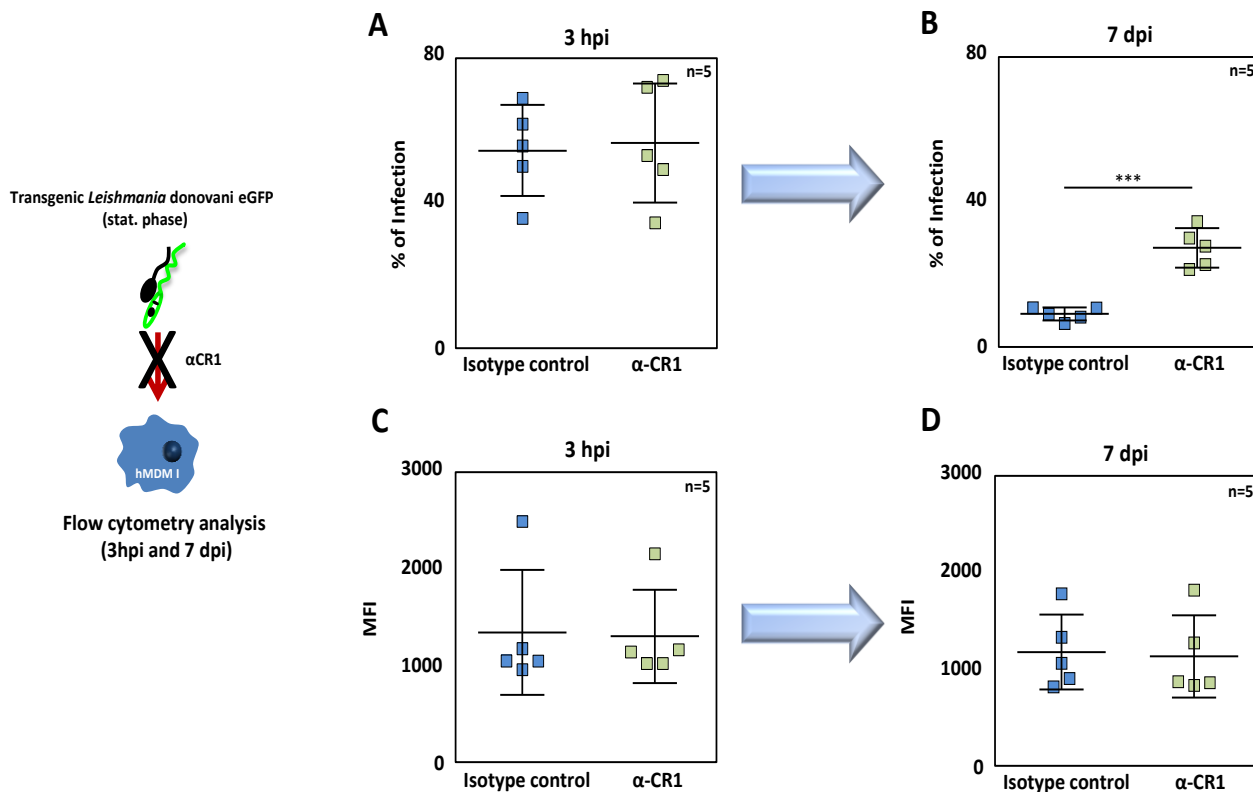 Transgenic Leishmania donovani eGFP
(stat. phase)
αCR1
hMDM I
Flow cytometry analysis
(3hpi and 7 dpi)
A
3 hpi
80
40
0
% of Infection
n=5
Isotype control
α-CR1
B
7 dpi
80
40
0
% of Infection
n=5
***
Isotype control
α-CR1
C
3 hpi
3000
2000
1000
0
MFI
n=5
Isotype control
α-CR1
D
7 dpi
3000
2000
1000
0
MFI
n=5
Isotype control
α-CR1